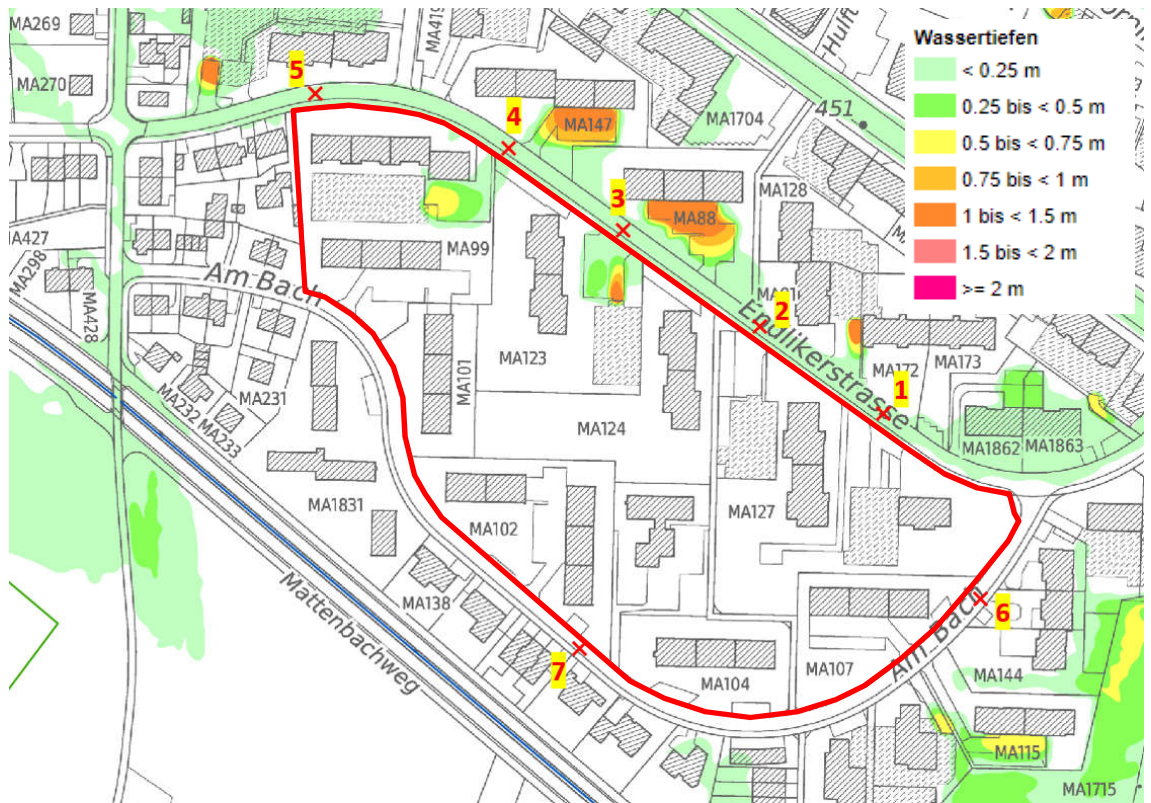 MA269
MA270
MA419
Hulft
Wassertiefen
< 0.25 m
0.25 bis < 0.5 m
0.5 bis < 0.75 m
0.75 bis < 1 m
1 bis < 1.5 m
1.5 bis < 2 m
>= 2 m
5
4
MA147
MA1704
451
MA128
3
MA88
MA99
MA427
MA298
MA428
Am Bach
MA123
MA101
2
Endlikerstrasse
MA172
MA173
1
MA231
MA232
MA233
MA124
MA1862
MA1863
MA1831
MA102
MA127
MA138
Mattenbachweg
7
MA104
MA107
Am Bach
6
MA144
MA115
MA1715